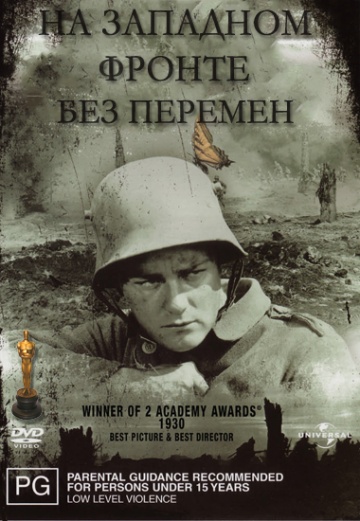 НА ЗАПАДНОМ
ФРОНТЕ
БЕЗ ПЕРЕМЕН
WINNER OF 2 ACADEMY AWARDS®
1930
BEST PICTURE & BEST DIRECTOR
DVD
VIDEO
UNIVERSAL
PG
PARENTAL GUIDANCE RECOMMENDED
FOR PERSONS UNDER 15 YEARS
LOW LEVEL VIOLENCE